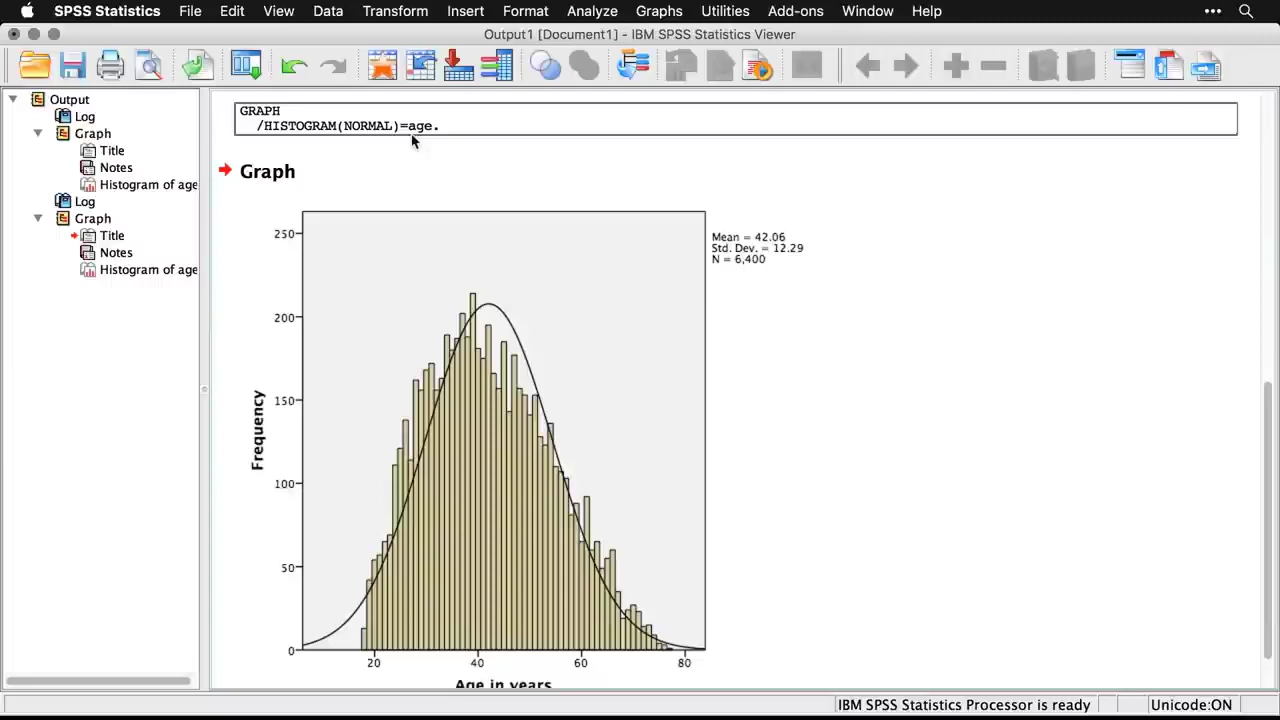 SPSS Statistics File Edit View Data Transform Insert Format Analyze Graphs Utilities Add-ons Window Help
Output1 [Document1] - IBM SPSS Statistics Viewer
Output
Log
Graph
Title
Notes
Histogram of age
Log
Graph
Title
Notes
Histogram of age
GRAPH
/HISTOGRAM(NORMAL)=age.
Graph
Mean = 42.06
Std. Dev. = 12.29
N = 6,400
Frequency
250
200
150
100
50
0
20 40 60 80
Age in years
IBM SPSS Statistics Processor is ready Unicode:ON